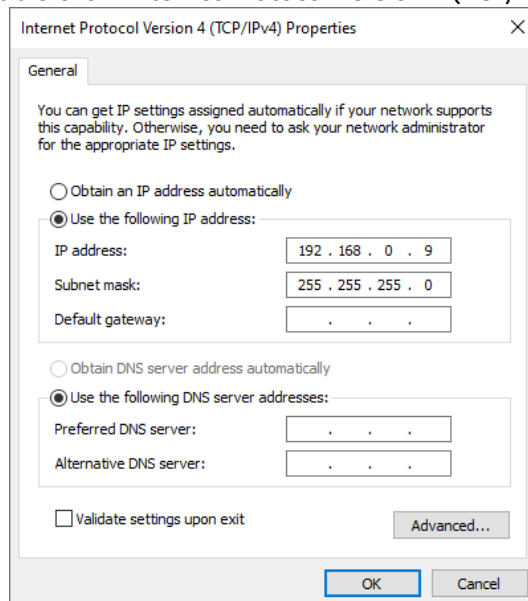 Internet Protocol Version 4 (TCP/IPv4) Properties
General
You can get IP settings assigned automatically if your network supports
this capability. Otherwise, you need to ask your network administrator
for the appropriate IP settings.
Obtain an IP address automatically
Use the following IP address:
IP address: 192 . 168 . 0 . 9
Subnet mask: 255 . 255 . 255 . 0
Default gateway: . . .
Obtain DNS server address automatically
Use the following DNS server addresses:
Preferred DNS server: . . .
Alternative DNS server: . . .
Validate settings upon exit
Advanced...
OK Cancel